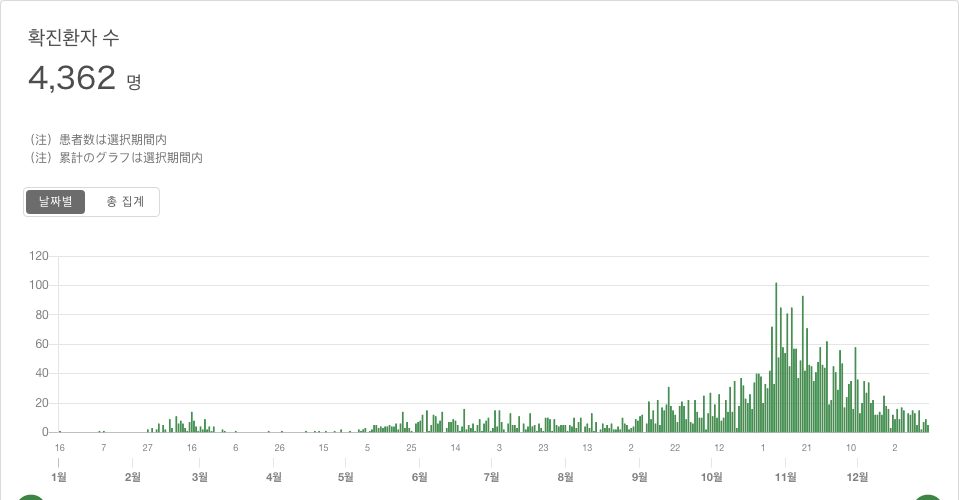 확진환자 수
4,362 명
（注）患者数は選択期間内
（注）累計のグラフは選択期間内
날짜별 총 집계
120
100
80
60
40
20
0
16 7 27 16 6 26 15 5 25 14 3 23 13 2 22 12 1 21 10 2
1월 2월 3월 4월 5월 6월 7월 8월 9월 10월 11월 12월